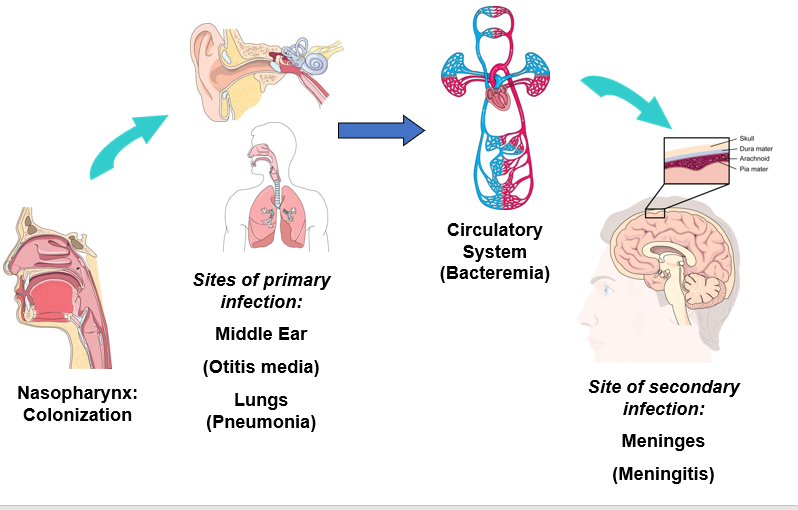 Nasopharynx:
Colonization
Sites of primary
infection:
Middle Ear
(Otitis media)
Lungs
(Pneumonia)
Circulatory
System
(Bacteremia)
Skull
Dura mater
Arachnoid
Pia mater
Site of secondary
infection:
Meninges
(Meningitis)